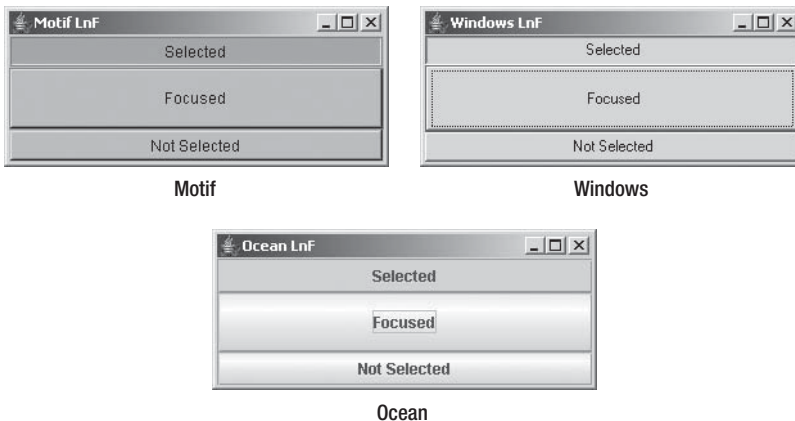 Motif LnF
Selected
Focused
Not Selected
Motif
Windows LnF
Selected
Focused
Not Selected
Windows
Ocean LnF
Selected
Focused
Not Selected
Ocean